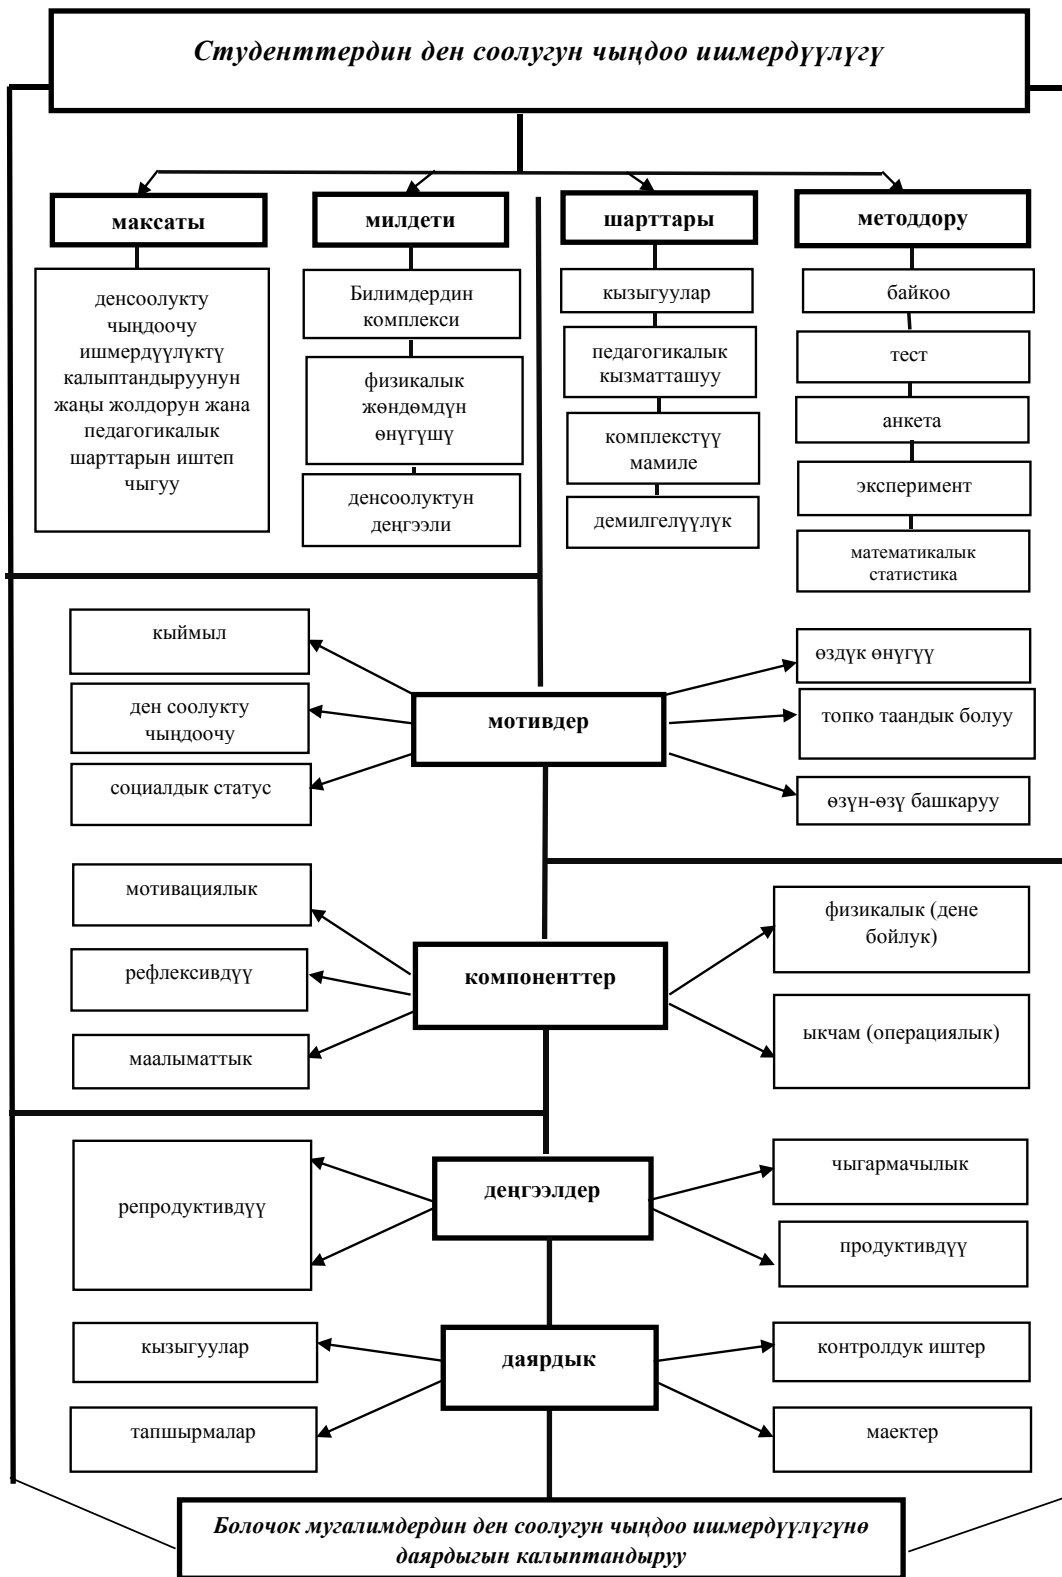 Студенттердин ден соолугун чыңдоо ишмердүүлүгү
максаты
милдети
шарттары
методдору
денсоолукту
чыңдоочу
ишмердүүлүктү
калыптандыруунун
жаңы жолдорун жана
педагогикалык
шарттарын иштеп
чыгуу
Билимдердин
комплекси
физикалык
жөндөмдүн
өнүгүшү
денсоолуктун
деңгээли
кызыгуулар
педагогикалык
кызматташуу
комплекстүү
мамиле
демилгелүүлүк
байкоо
тест
анкета
эксперимент
математикалык
статистика
кыймыл
ден соолукту
чыңдоочу
социалдык статус
мотивдер
өздүк өнүгүү
топко таандык болуу
өзүн-өзү башкаруу
мотивациялык
рефлексивдүү
маалыматтык
компоненттер
физикалык (дене
бойлук)
ыкчам (операциялык)
репродуктивдүү
деңгээлдер
чыгармачылык
продуктивдүү
кызыгуулар
тапшырмалар
даярдык
контролдук иштер
маектер
Болочок мугалимдердин ден соолугун чыңдоо ишмердүүлүгүнө
даярдыгын калыптандыруу